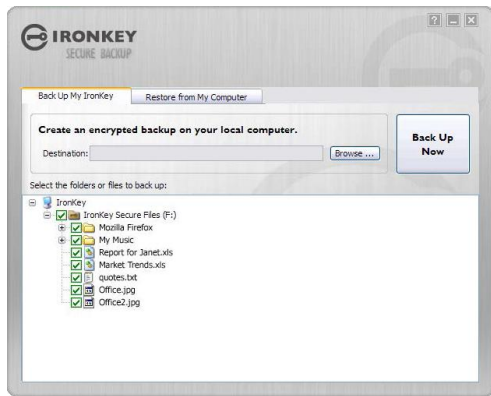 IRONKEY
SECURE BACKUP
Back Up My IronKey
Restore from My Computer
Create an encrypted backup on your local computer.
Destination:
Browse ...
Back Up
Now
Select the folders or files to back up:
IronKey
IronKey Secure Files (F:)
Mozilla Firefox
My Music
Report for Janet.xls
Market Trends.xls
quotes.txt
Office.jpg
Office2.jpg